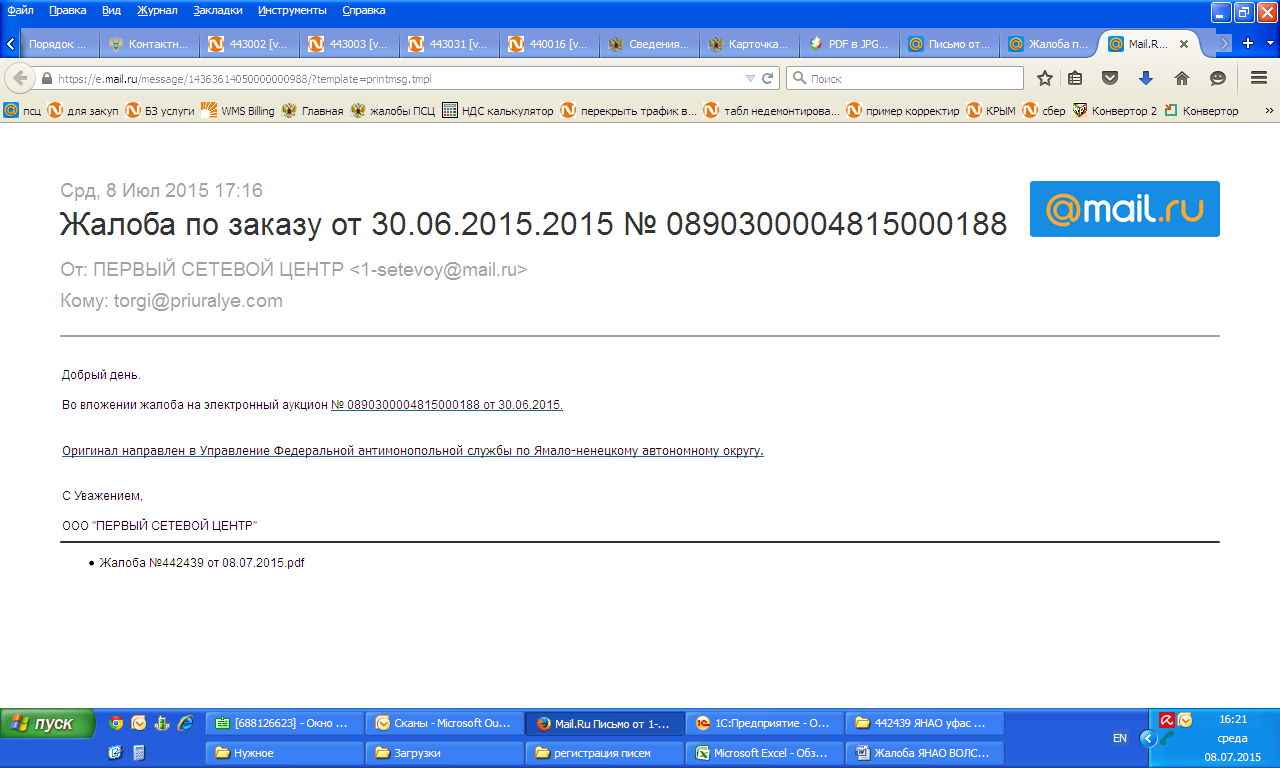 Файл Правка Вид Журнал Закладки Инструменты Справка
Порядок ... Контактн... 443002 [v... 443003 [v... 443031 [v... 440016 [v... Сведения... Карточка... PDF в JPG... Письмо от... Жалоба п... Mail.R...
https://e.mail.ru/message/14363614050000000988/?template=printmsg.tmpl Поиск
псц для закуп БЗ услуги WMS Billing Главная жалобы ПСЦ НДС калькулятор перекрыть трафик в... табл недемонтирова... пример корректир КРЫМ сбер Конвертор 2 Конвертор
Срд, 8 Июл 2015 17:16
Жалоба по заказу от 30.06.2015.2015 № 0890300004815000188
@mail.ru
От: ПЕРВЫЙ СЕТЕВОЙ ЦЕНТР <1-setevoy@mail.ru>
Кому: torgi@priuralye.com
Добрый день.
Во вложении жалоба на электронный аукцион № 0890300004815000188 от 30.06.2015.
Оригинал направлен в Управление Федеральной антимонопольной службы по Ямало-ненецкому автономному округу.
С Уважением,
ООО "ПЕРВЫЙ СЕТЕВОЙ ЦЕНТР"
• Жалоба №442439 от 08.07.2015.pdf
пуск [688126623] - Окно ... Сканы - Microsoft Ou... Mail.Ru Письмо от 1-... 1С:Предприятие - О... 442439 ЯНАО уфас ... 16:21
Нужное Загрузки регистрация писем Microsoft Excel - Обз... Жалоба ЯНАО ВОЛС... EN среда
08.07.2015